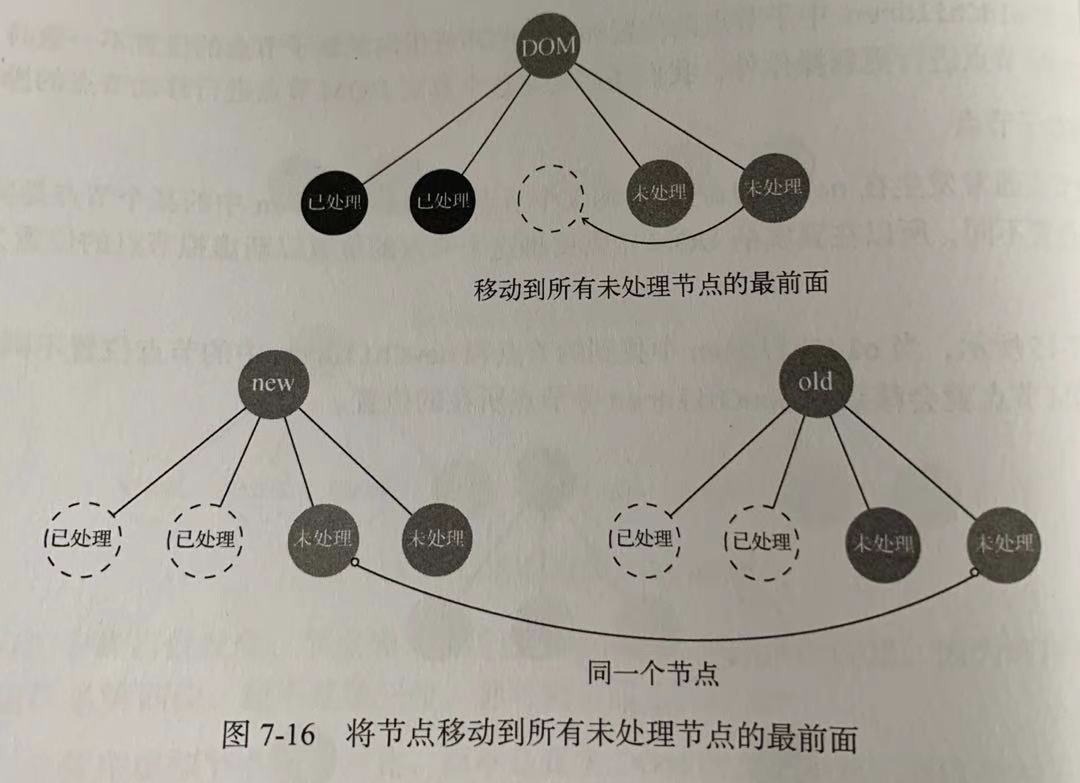 DOM
已处理
已处理
未处理
未处理
移动到所有未处理节点的最前面
new
old
已处理
已处理
未处理
未处理
已处理
已处理
未处理
未处理
同一个节点
图 7-16 将节点移动到所有未处理节点的最前面